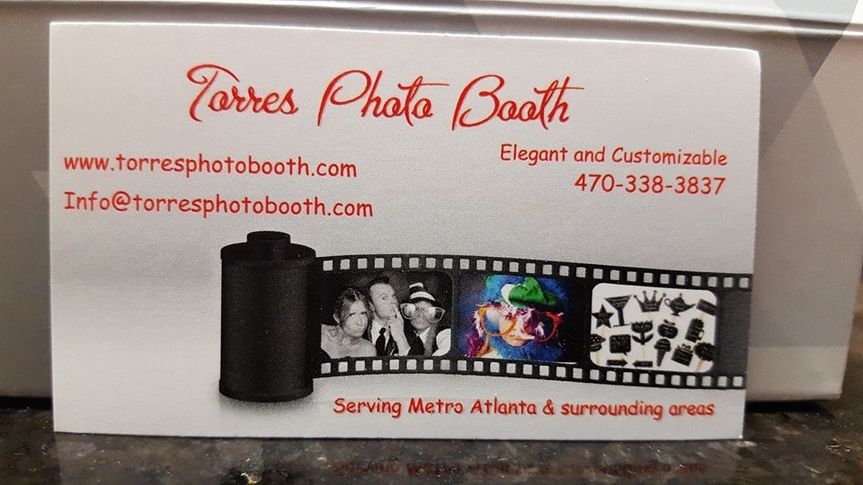 Torres Photo Booth
www.torresphotobooth.com
Info@torresphotobooth.com
Elegant and Customizable
470-338-3837
Serving Metro Atlanta & surrounding areas